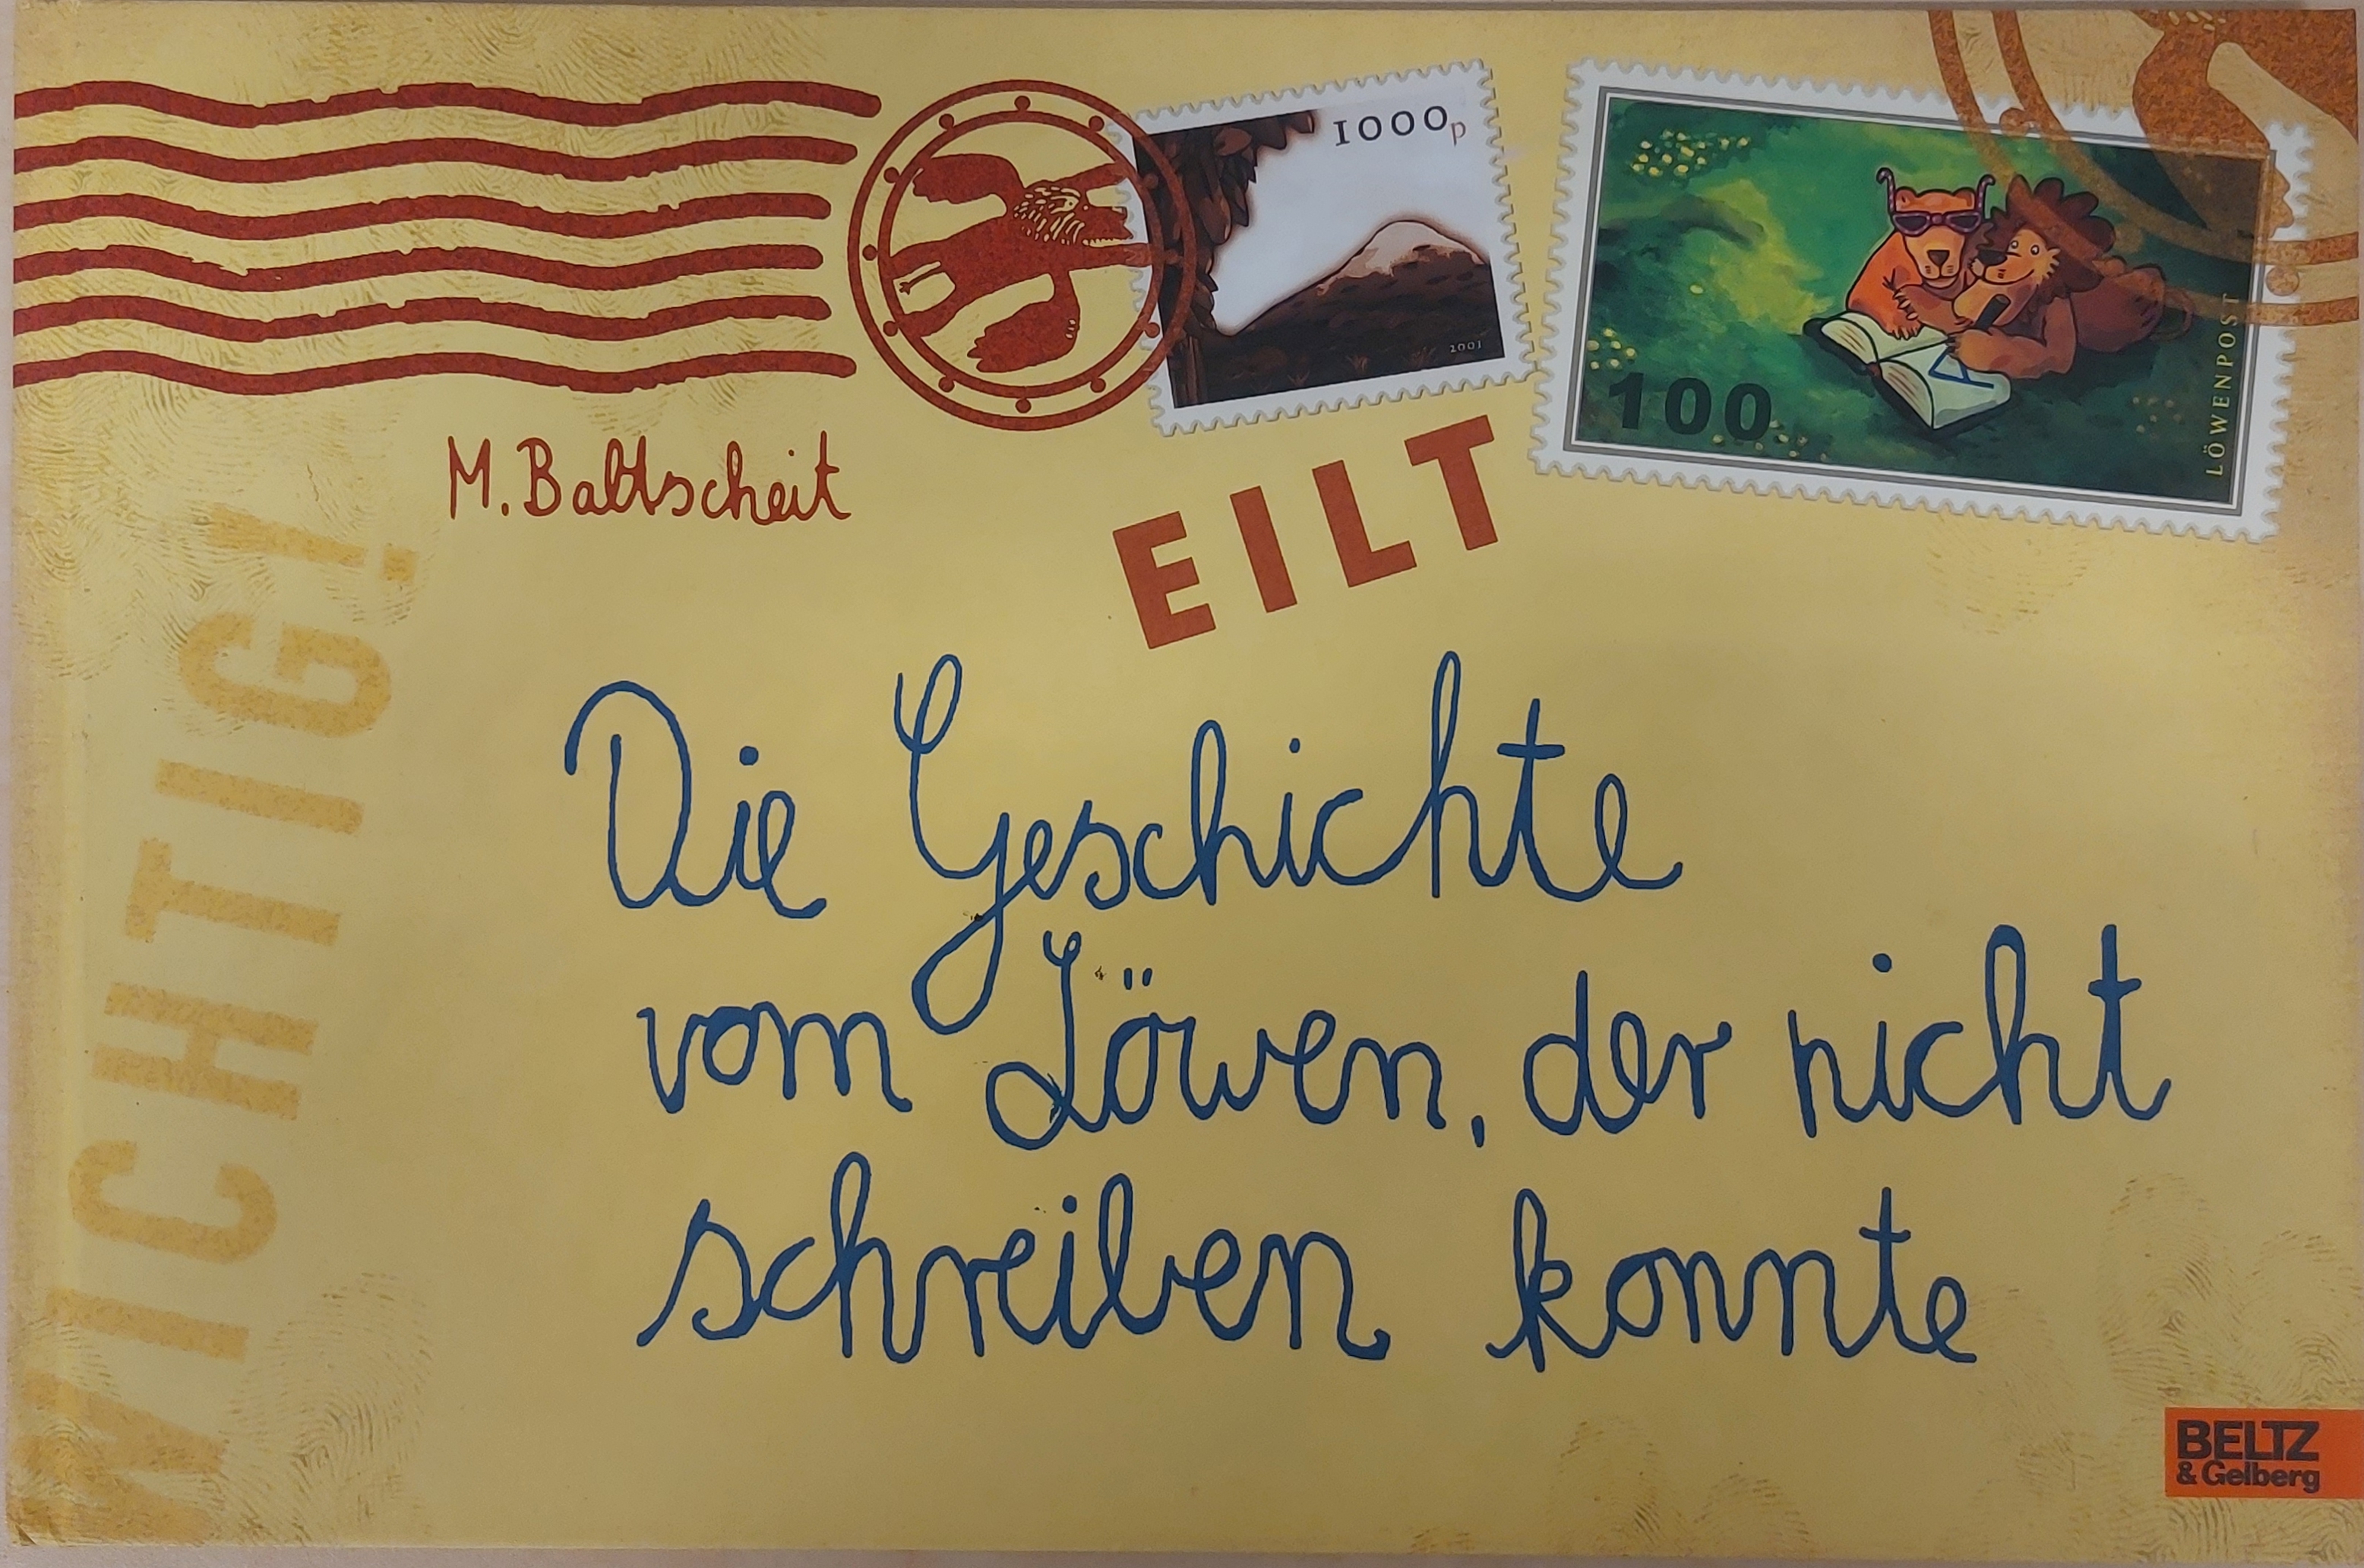 1000p
2001
100
LÖWENPOST
M. Baltscheit
EILT
WICHTIG!
Die Geschichte
vom Löwen, der nicht
schreiben konnte
BELTZ
& Gelberg